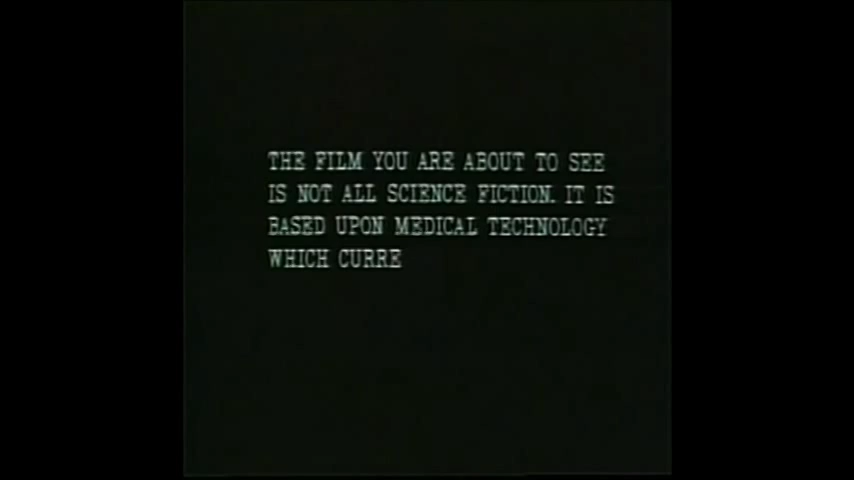 THE FILM YOU ARE ABOUT TO SEE
IS NOT ALL SCIENCE FICTION. IT IS
BASED UPON MEDICAL TECHNOLOGY
WHICH CURRE